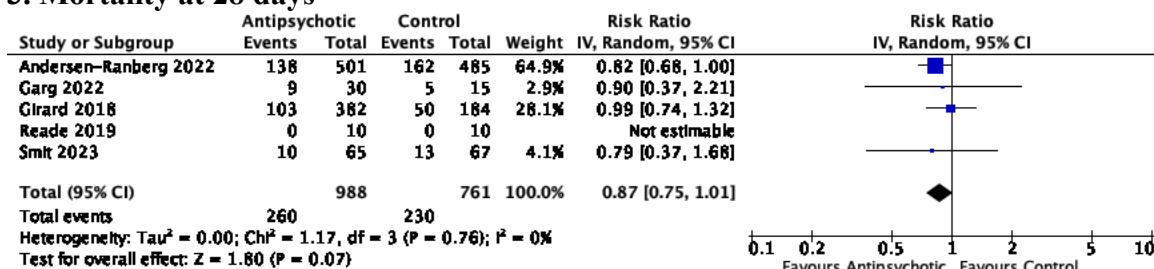 3. Mortality at 28 days
Antipsychotic Control Risk Ratio Risk Ratio
Study or Subgroup Events Total Events Total Weight IV, Random, 95% CI IV, Random, 95% CI
Andersen-Ranberg 2022 138 501 162 485 64.9% 0.82 [0.68, 1.00]
Garg 2022 9 30 5 15 2.9% 0.90 [0.37, 2.21]
Girard 2018 103 382 50 184 28.1% 0.99 [0.74, 1.32]
Reade 2019 0 10 0 10 Not estimable
Smit 2023 10 65 13 67 4.1% 0.79 [0.37, 1.68]
Total (95% CI) 988 761 100.0% 0.87 [0.75, 1.01]
Total events 260 230
Heterogeneity: Tau² = 0.00; Chi² = 1.17, df = 3 (P = 0.76); I² = 0%
Test for overall effect: Z = 1.80 (P = 0.07)
0.1 0.2 0.5 1 2 5 10
Favours Antipsychotic Favours Control